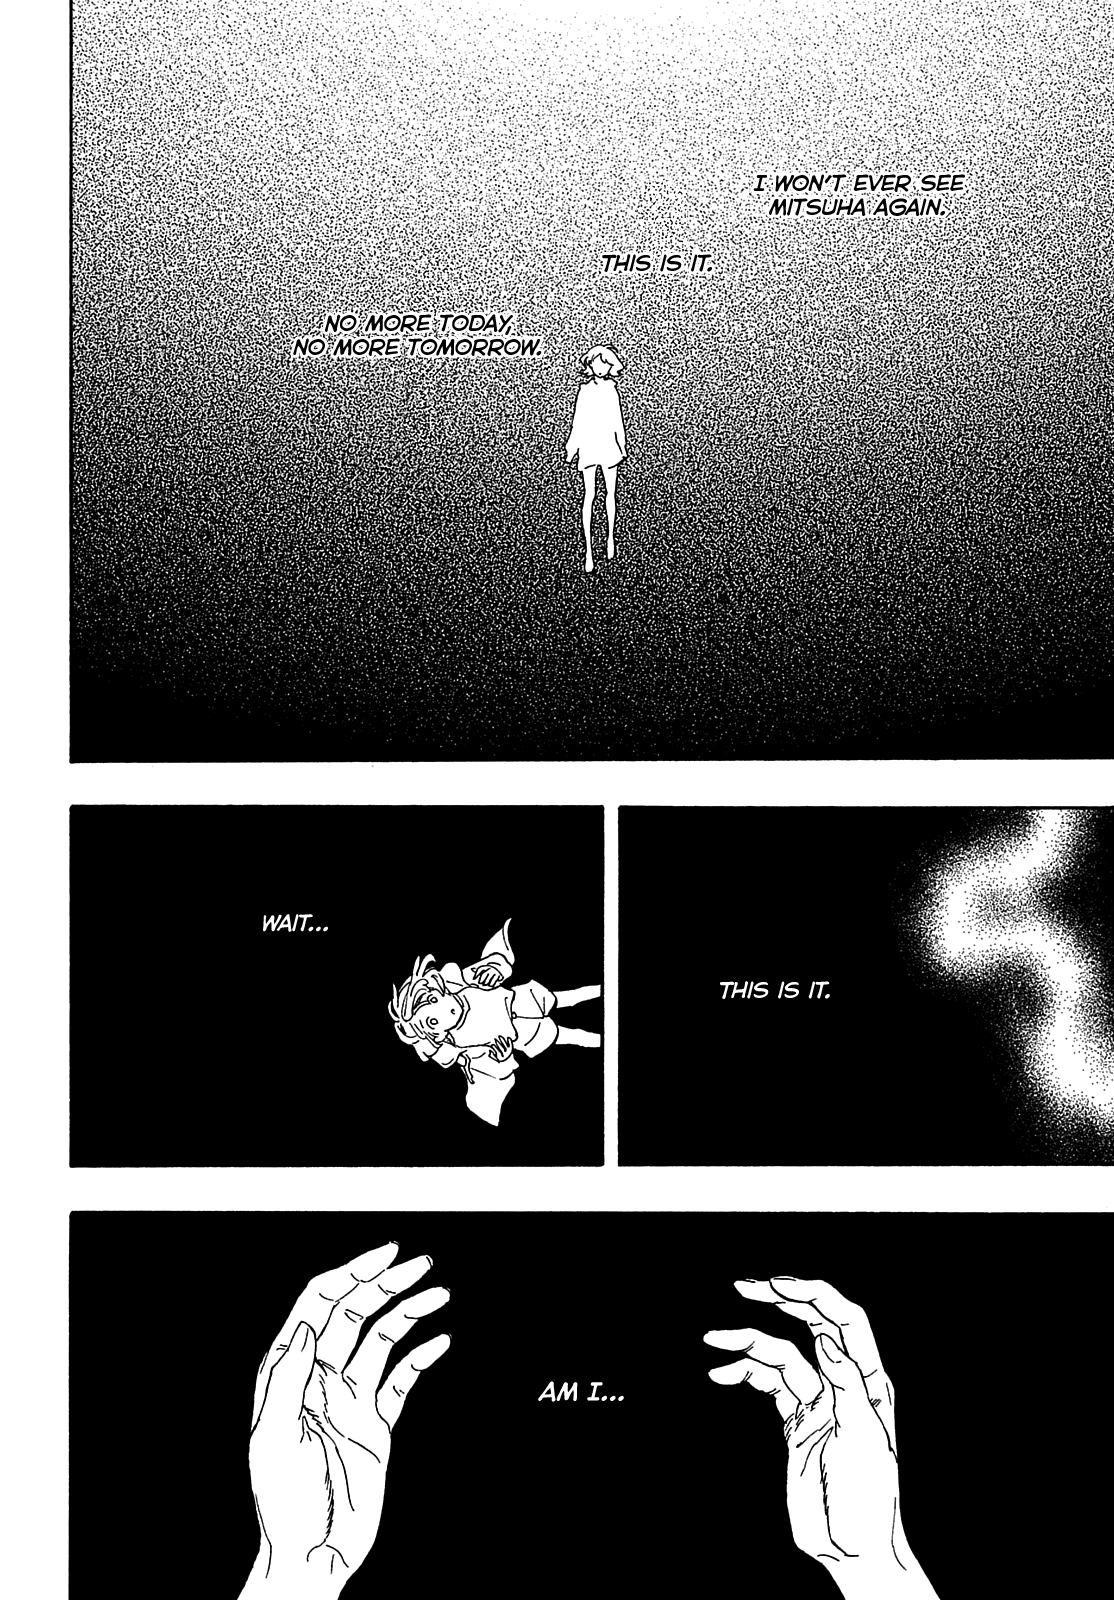 I WON'T EVER SEE
MITSUHA AGAIN.
THIS IS IT.
NO MORE TODAY,
NO MORE TOMORROW.
THIS IS IT.
WAIT...
AM I...